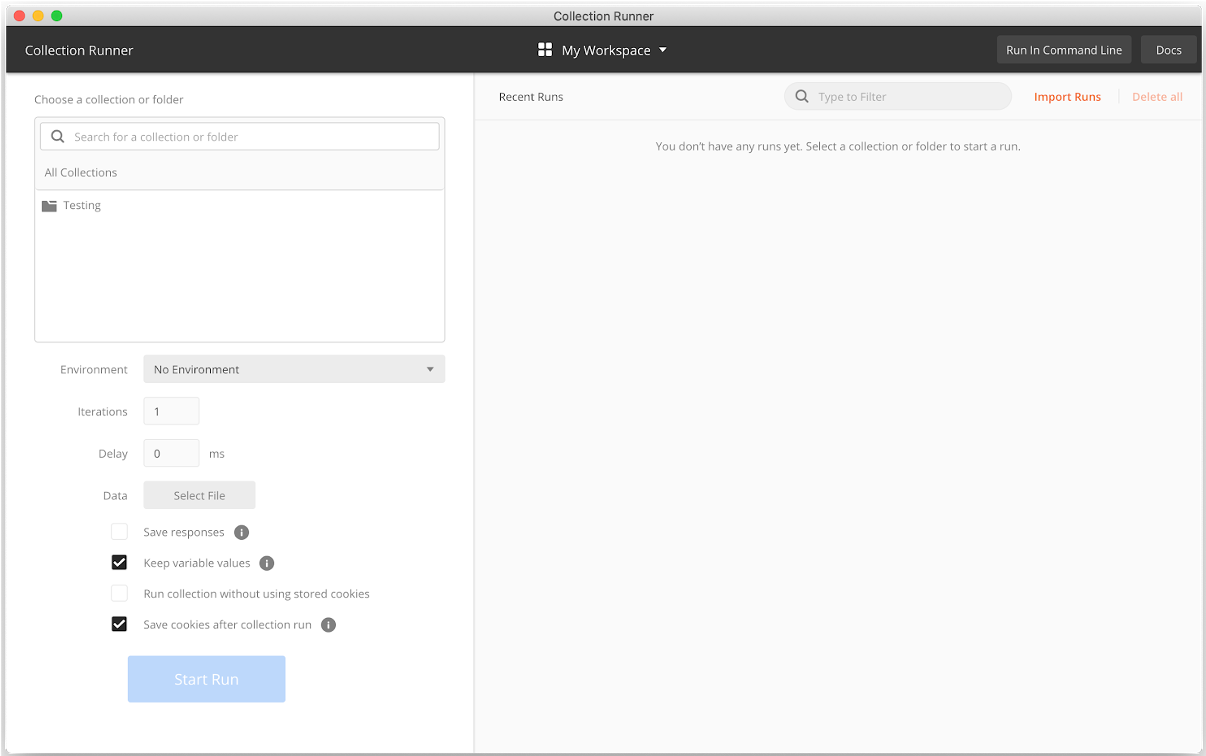 Collection Runner
Collection Runner
My Workspace
Run In Command Line
Docs
Choose a collection or folder
Search for a collection or folder
All Collections
Testing
Environment
No Environment
Iterations
1
Delay
0
ms
Data
Select File
Save responses
Keep variable values
Run collection without using stored cookies
Save cookies after collection run
Start Run
Recent Runs
Type to Filter
Import Runs
Delete all
You don't have any runs yet. Select a collection or folder to start a run.